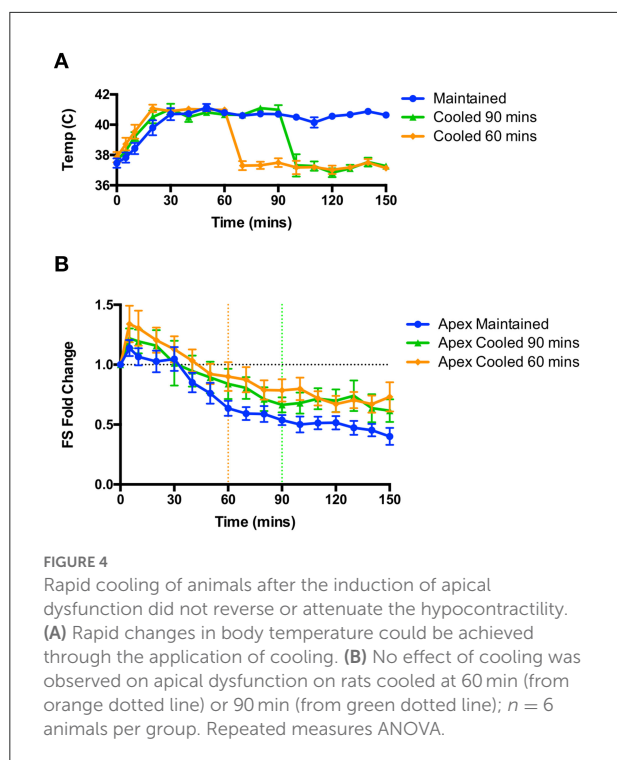 A
Temp (C)
42
40
38
36
0 30 60 90 120 150
Time (mins)
Maintained
Cooled 90 mins
Cooled 60 mins
B
FS Fold Change
1.5
1.0
0.5
0.0
0 30 60 90 120 150
Time (mins)
Apex Maintained
Apex Cooled 90 mins
Apex Cooled 60 mins
FIGURE 4
Rapid cooling of animals after the induction of apical
dysfunction did not reverse or attenuate the hypocontractility.
(A) Rapid changes in body temperature could be achieved
through the application of cooling. (B) No effect of cooling was
observed on apical dysfunction on rats cooled at 60 min (from
orange dotted line) or 90 min (from green dotted line); n = 6
animals per group. Repeated measures ANOVA.